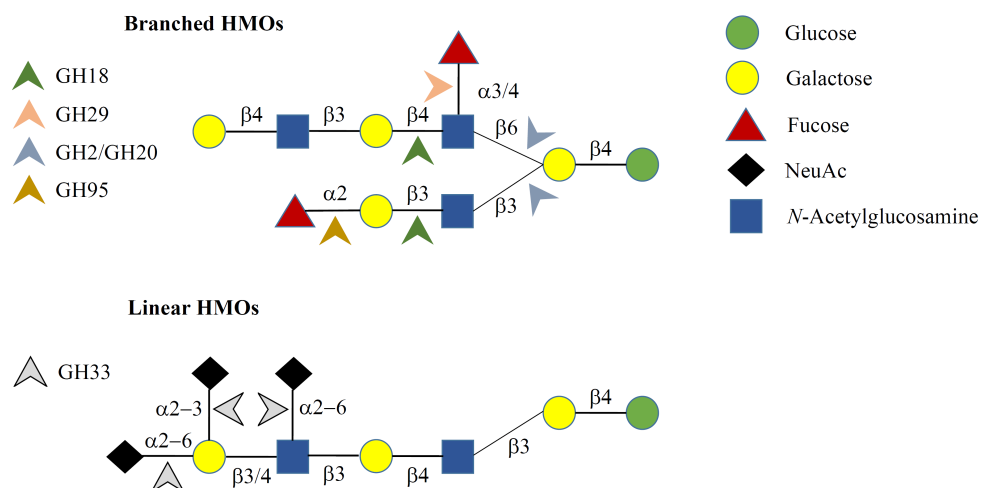 Branched HMOs
GH18
GH29
GH2/GH20
GH95
α3/4
β4 β3 β4 β6
β4
α2 β3
β3
Glucose
Galactose
Fucose
NeuAc
N-Acetylglucosamine
Linear HMOs
GH33
α2−3 α2−6
β4
α2−6
β3
β3/4 β3 β4